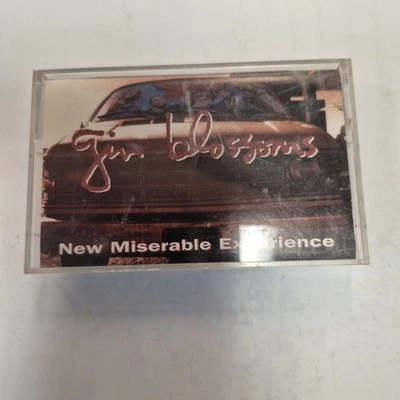 gin blossoms
New Miserable Experience